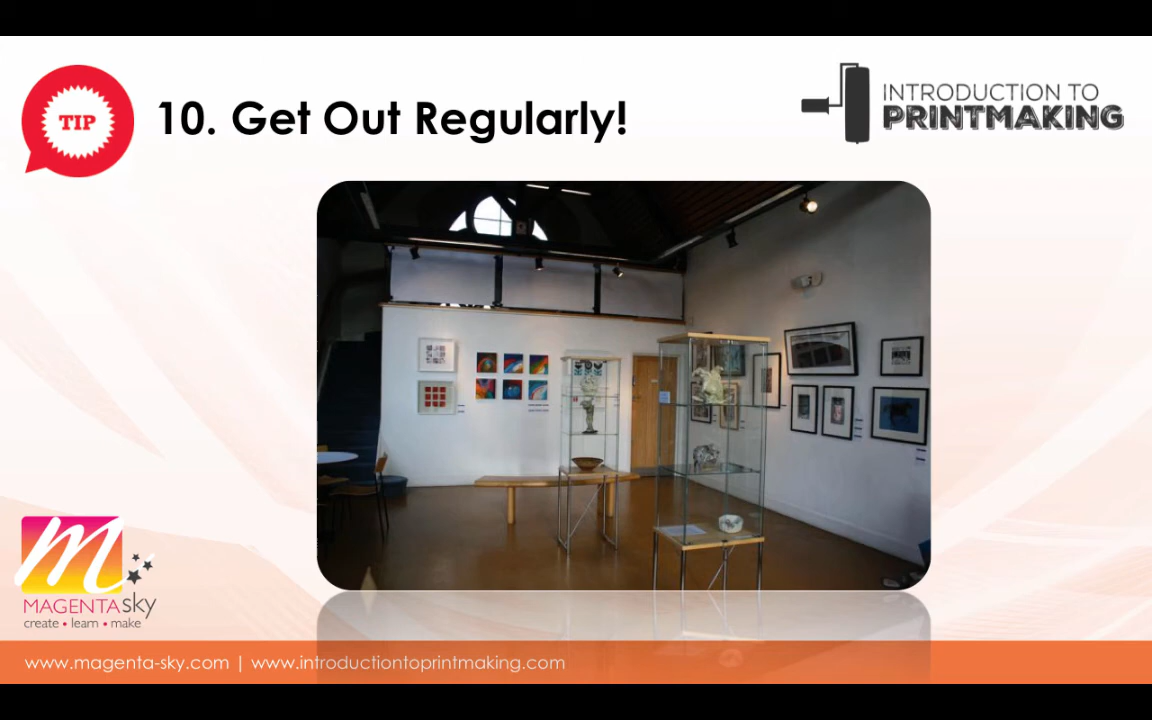 TIP
10. Get Out Regularly!
INTRODUCTION TO
PRINTMAKING
m
MAGENTA sky
create • learn • make
www.magenta-sky.com | www.introductiontoprintmaking.com